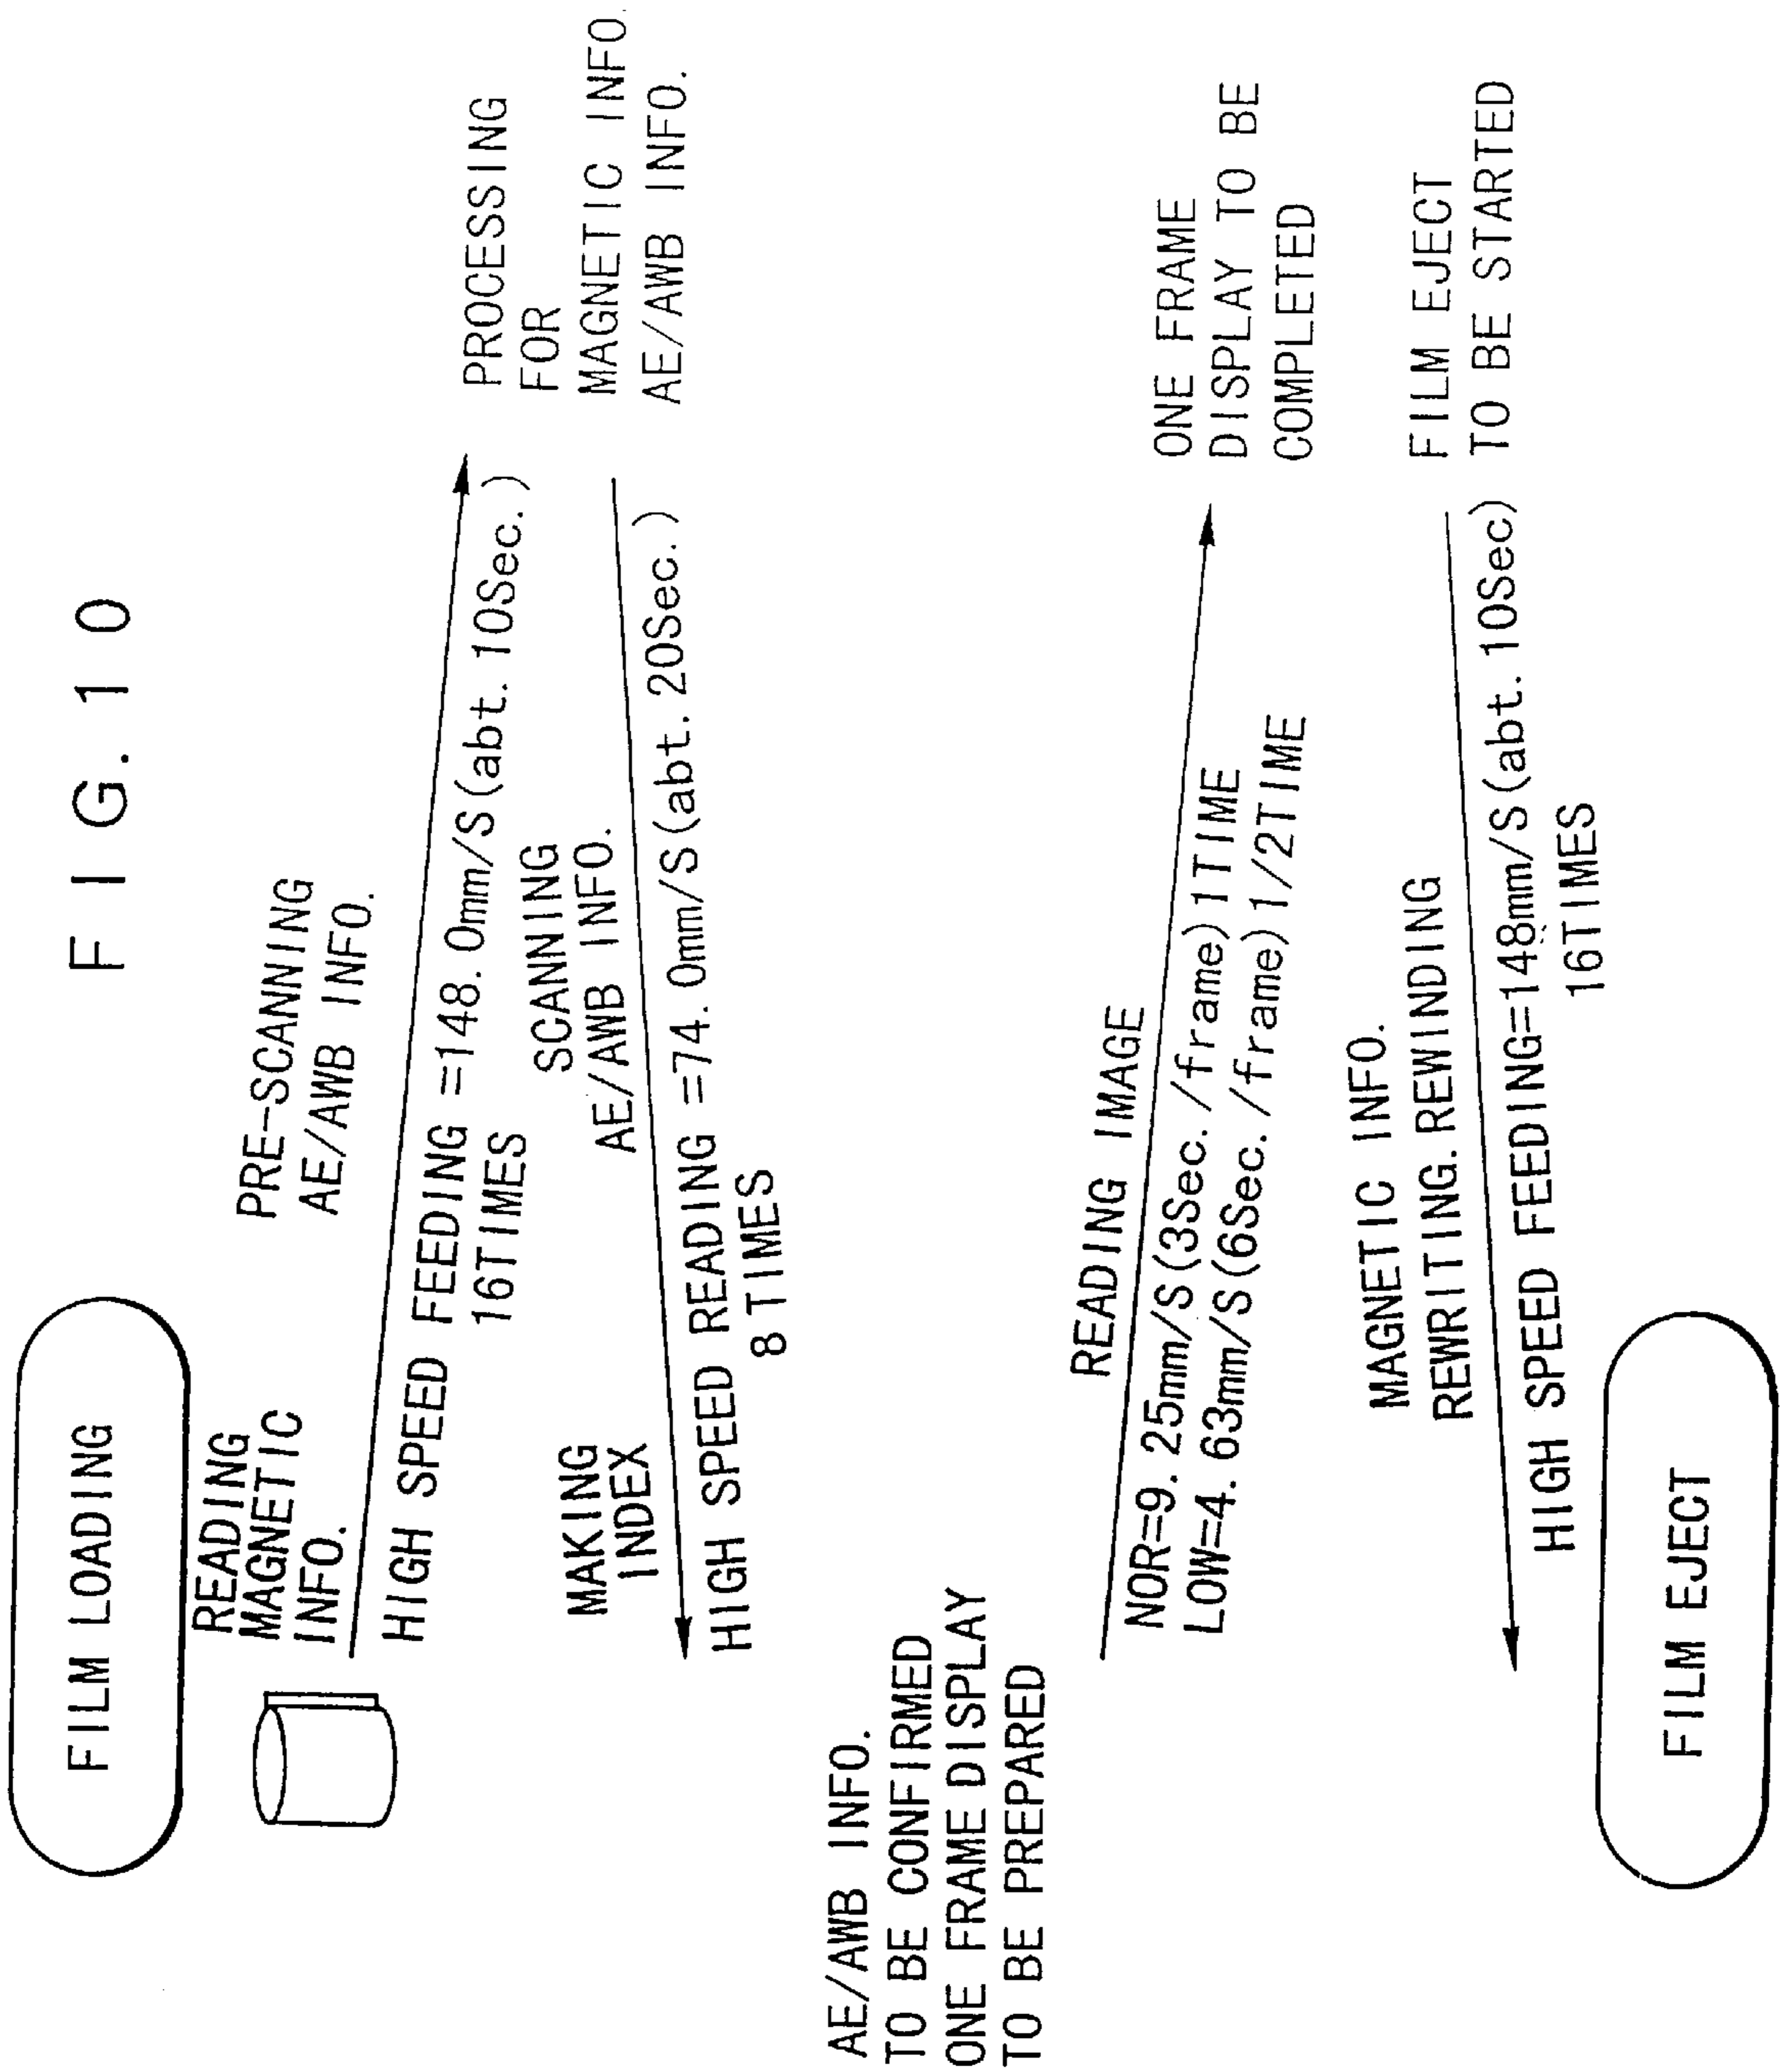 FIG. 10
FILM LOADING
READING
MAGNETIC
INFO.
PRE-SCANNING
AE/AWB INFO.
HIGH SPEED FEEDING =148.0mm/S(abt. 10Sec.)
16TIMES
PROCESSING
FOR
MAGNETIC INFO.
AE/AWB INFO.
SCANNING
AE/AWB INFO.
MAKING
INDEX
HIGH SPEED READING =74.0mm/S(abt. 20Sec.)
8 TIMES
AE/AWB INFO.
TO BE CONFIRMED
ONE FRAME DISPLAY
TO BE PREPARED
READING IMAGE
NOR=9.25mm/S(3Sec./frame)1TIME
LOW=4.63mm/S(6Sec./frame)1/2TIME
ONE FRAME
DISPLAY TO BE
COMPLETED
MAGNETIC INFO.
REWRITING.REWINDING
HIGH SPEED FEEDING=148mm/S(abt.10Sec)
16TIMES
FILM EJECT
TO BE STARTED
FILM EJECT